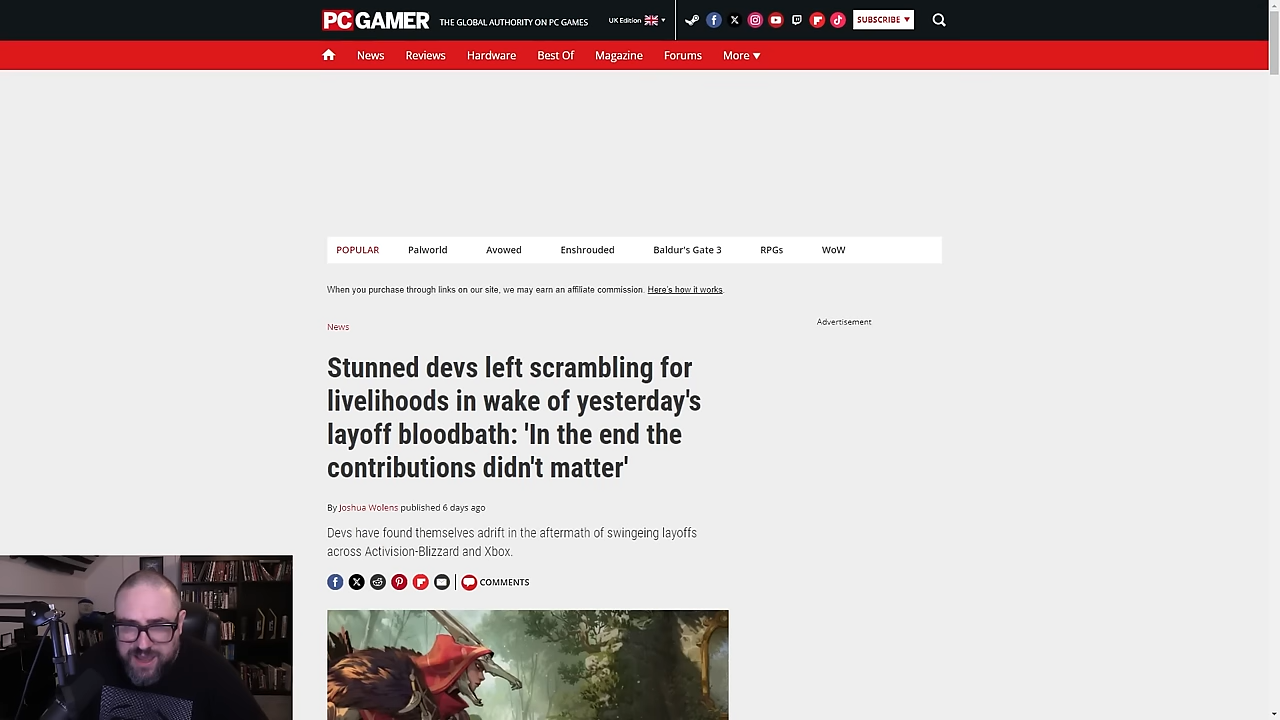 PC GAMER THE GLOBAL AUTHORITY ON PC GAMES UK Edition SUBSCRIBE
News Reviews Hardware Best Of Magazine Forums More
POPULAR Palworld Avowed Enshrouded Baldur's Gate 3 RPGs WoW
When you purchase through links on our site, we may earn an affiliate commission. Here's how it works.
Advertisement
News
Stunned devs left scrambling for
livelihoods in wake of yesterday's
layoff bloodbath: 'In the end the
contributions didn't matter'
By Joshua Wolens published 6 days ago
Devs have found themselves adrift in the aftermath of swingeing layoffs
across Activision-Blizzard and Xbox.
COMMENTS